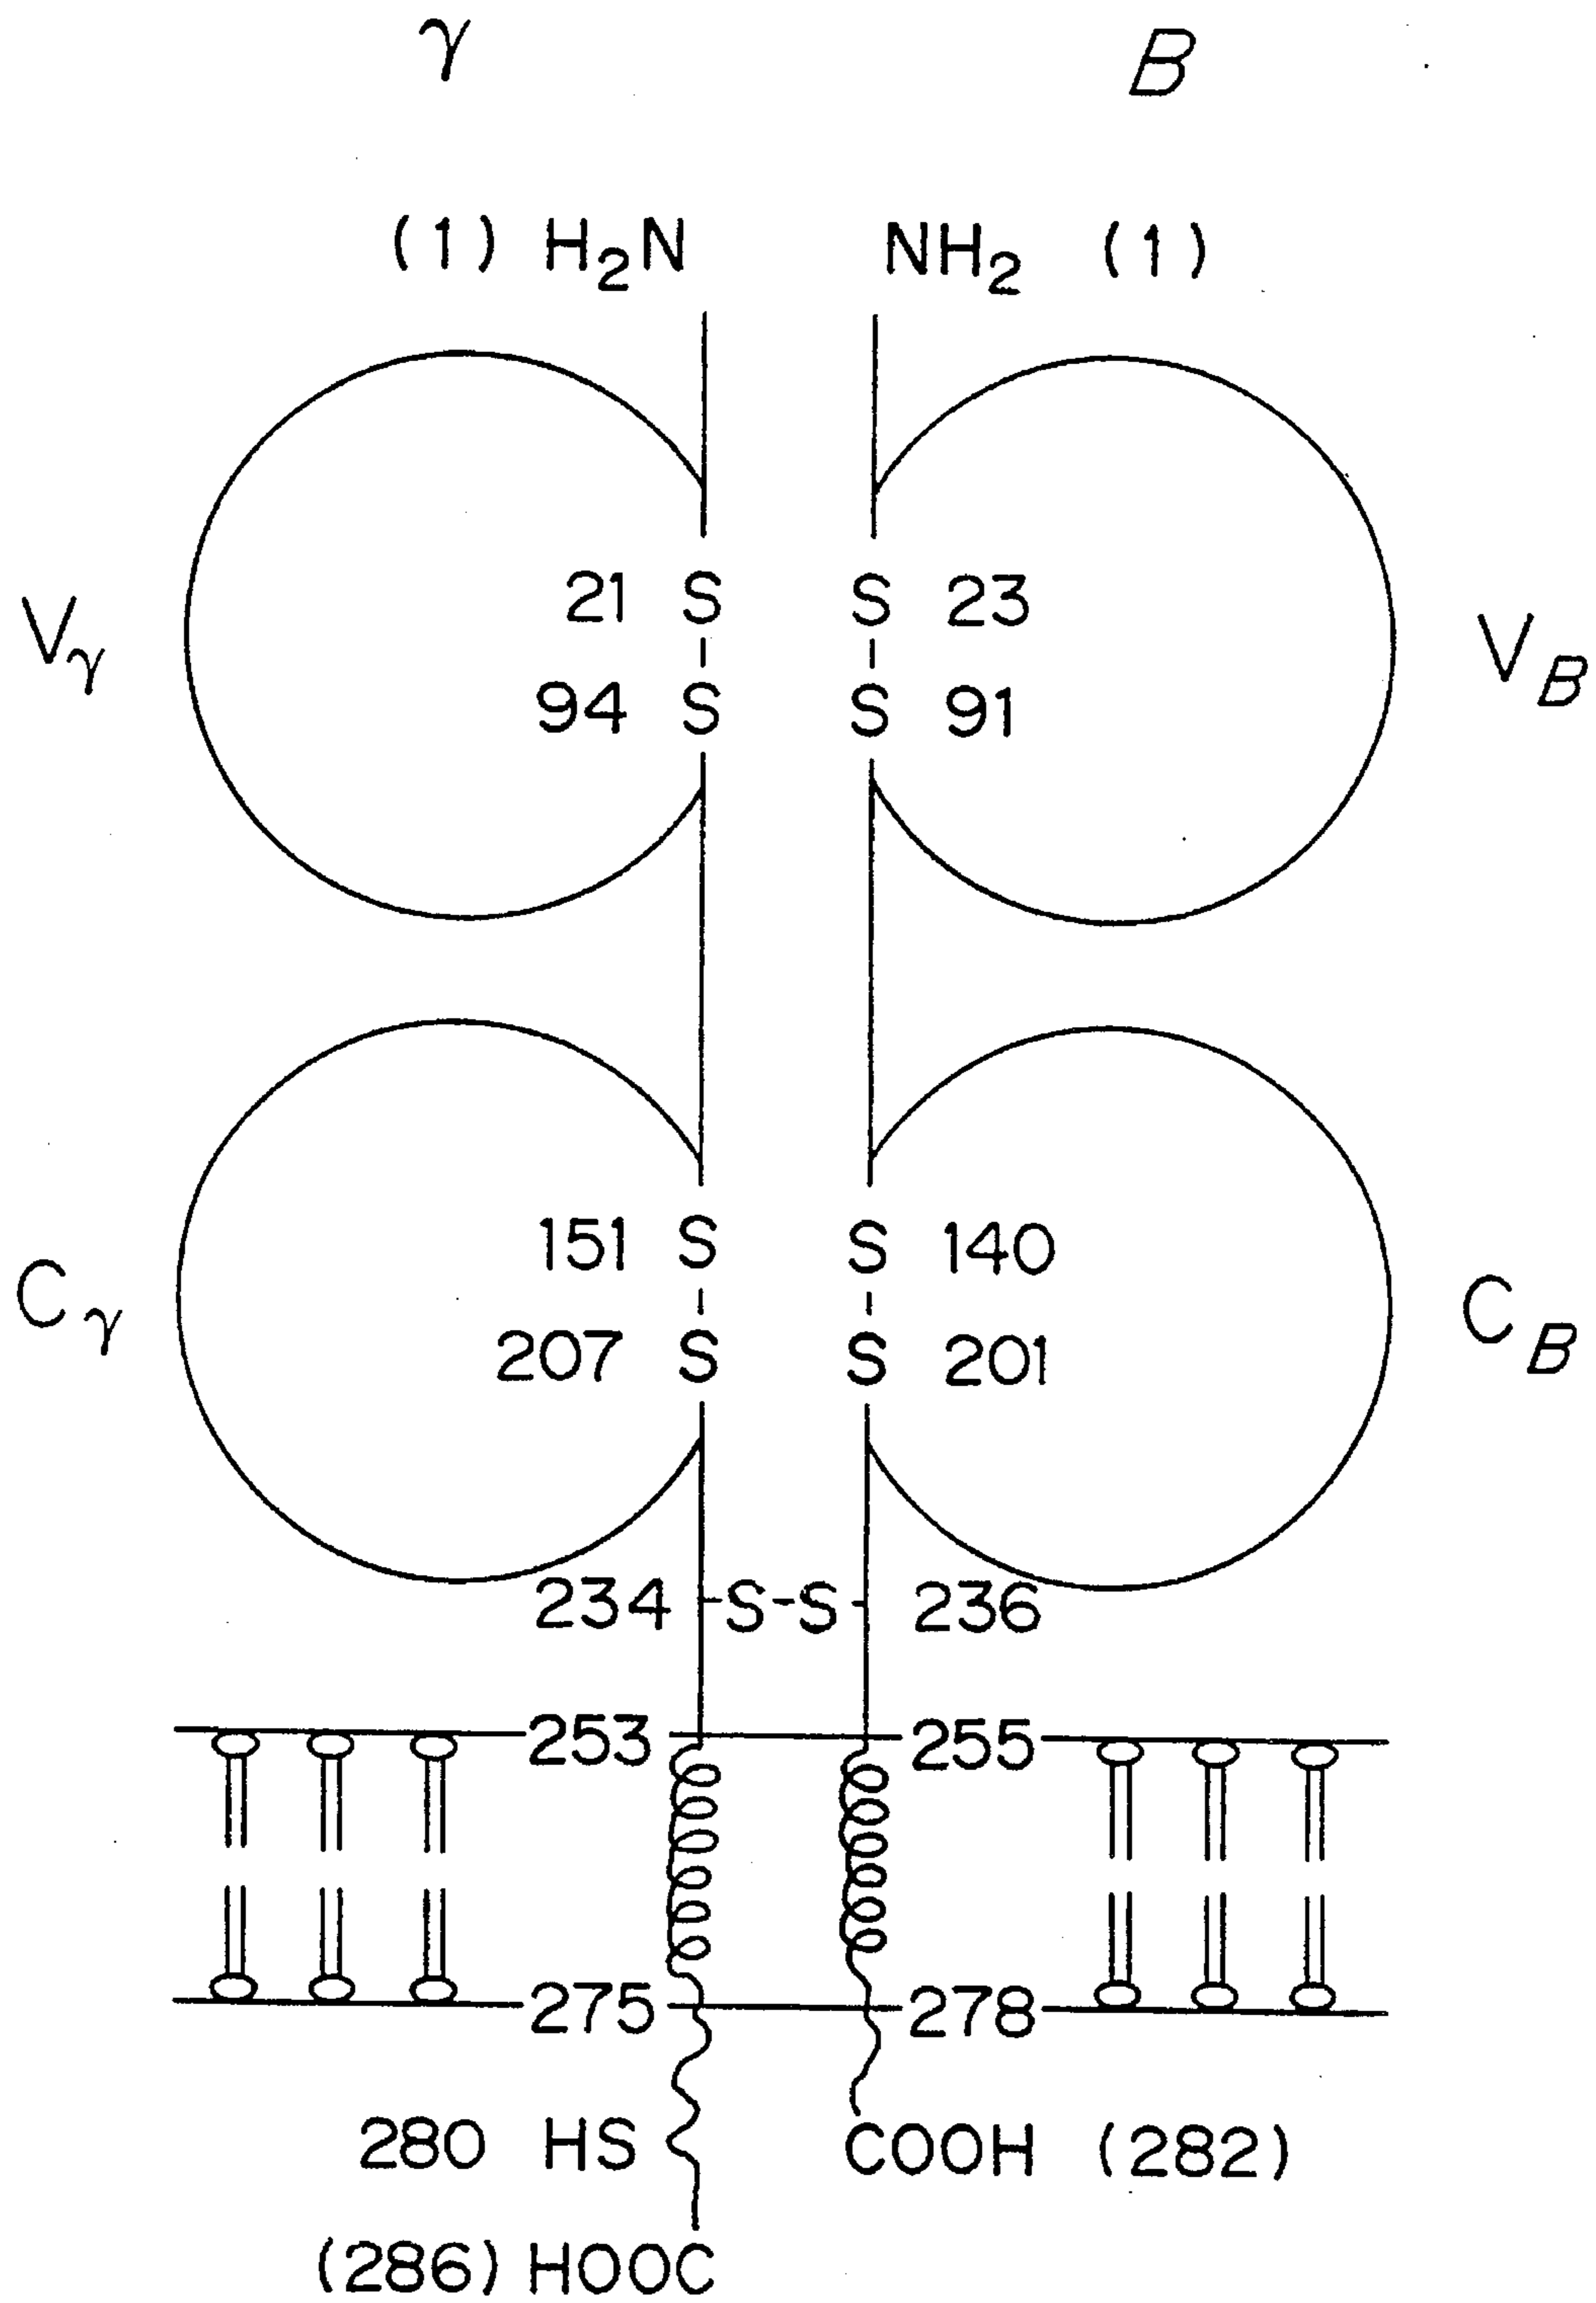 γ B
(1) H₂N NH₂ (1)
21 S S 23
Vγ VB
94 S S 91
151 S S 140
Cγ CB
207 S S 201
234 S-S 236
253 255
275 278
280 HS COOH (282)
(286) HOOC